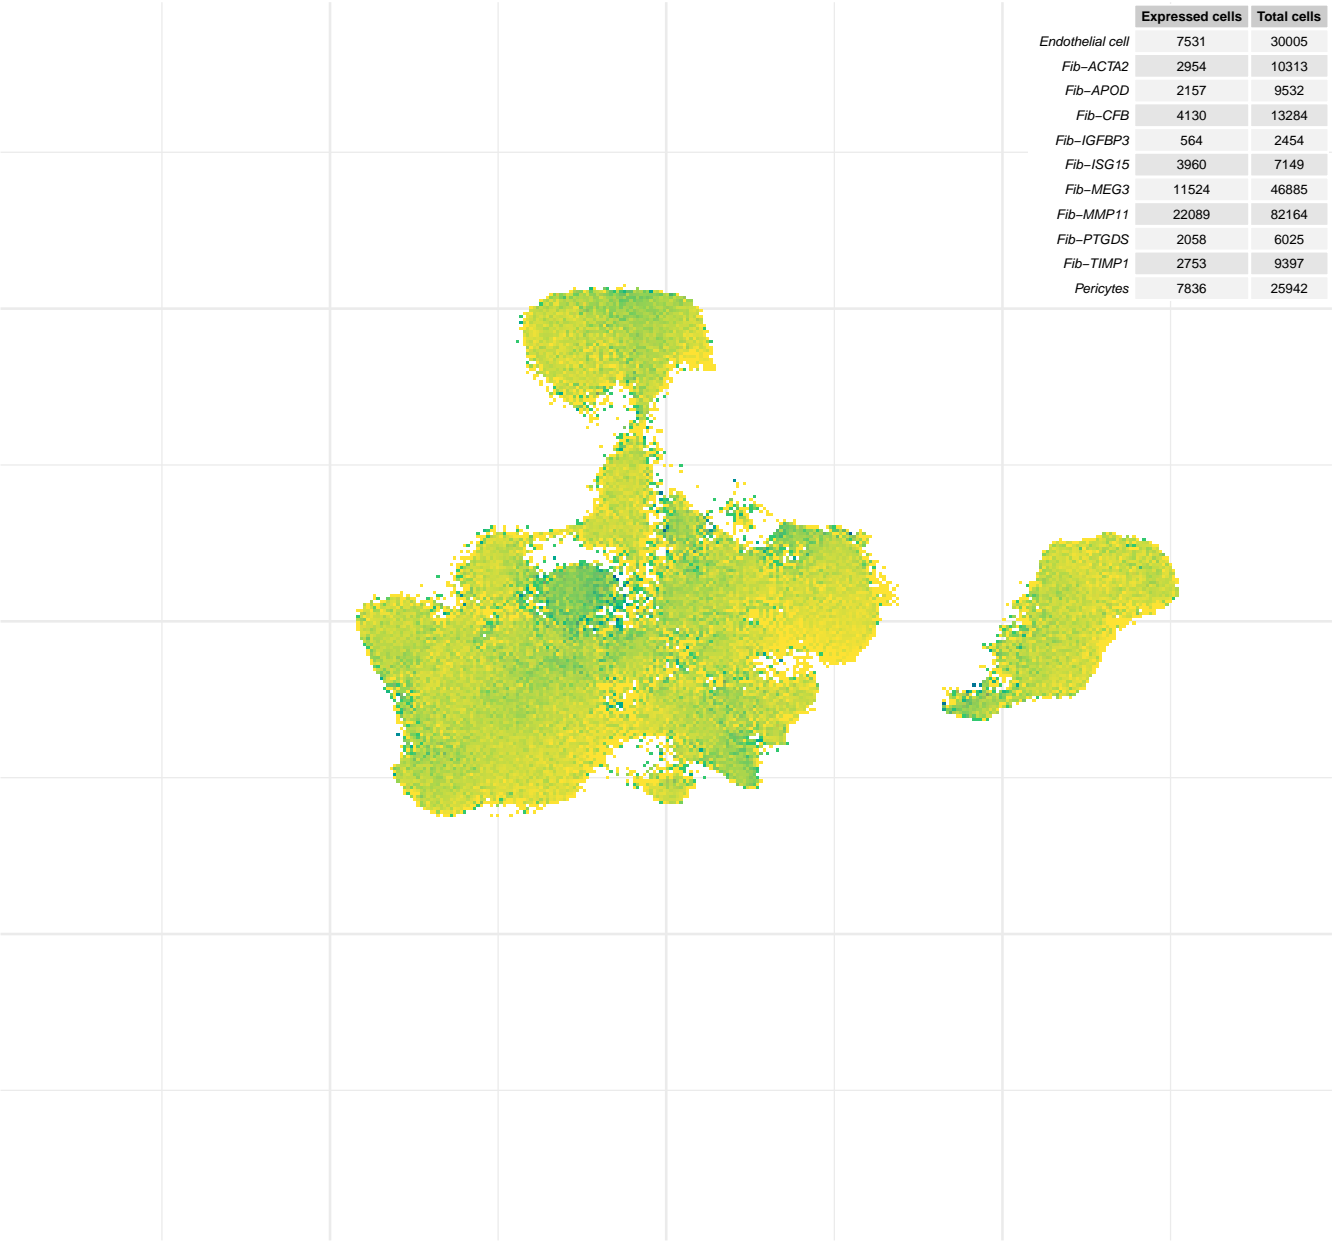 Expressed cells Total cells
Endothelial cell 7531 30005
Fib−ACTA2 2954 10313
Fib−APOD 2157 9532
Fib−CFB 4130 13284
Fib−IGFBP3 564 2454
Fib−ISG15 3960 7149
Fib−MEG3 11524 46885
Fib−MMP11 22089 82164
Fib−PTGDS 2058 6025
Fib−TIMP1 2753 9397
Pericytes 7836 25942